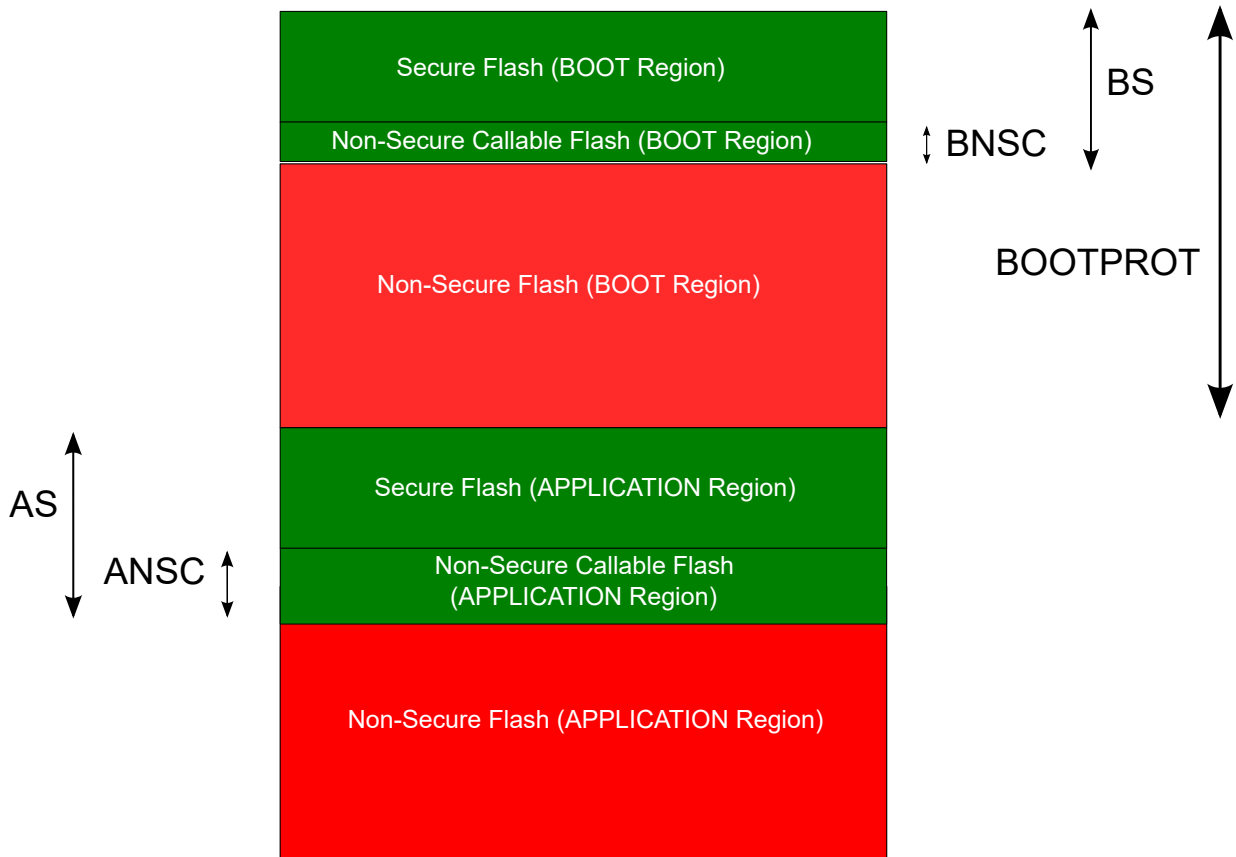 Secure Flash (BOOT Region)
BS
Non-Secure Callable Flash (BOOT Region)
BNSC
Non-Secure Flash (BOOT Region)
BOOTPROT
Secure Flash (APPLICATION Region)
AS
ANSC
Non-Secure Callable Flash
(APPLICATION Region)
Non-Secure Flash (APPLICATION Region)